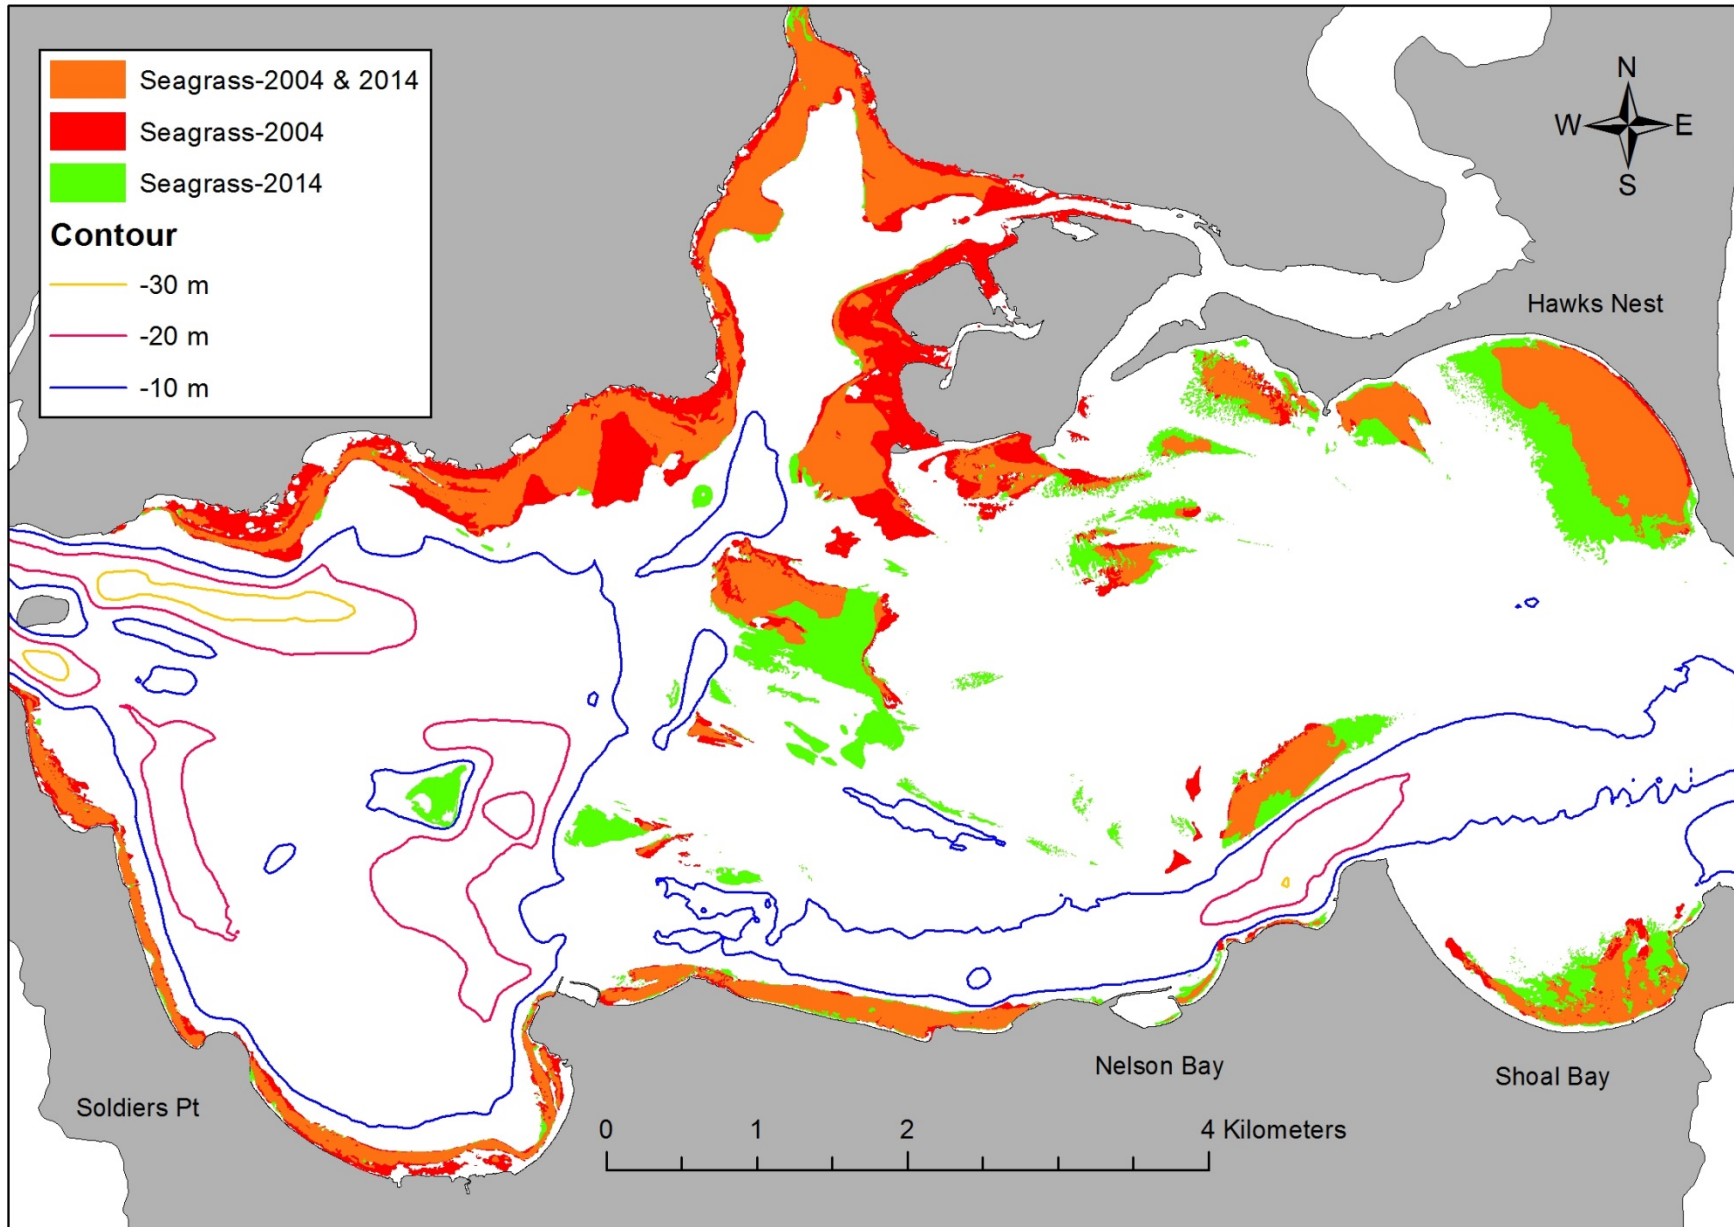 Seagrass-2004 & 2014
Seagrass-2004
Seagrass-2014
Contour
-30 m
-20 m
-10 m
N
W E
S
Hawks Nest
Nelson Bay
Shoal Bay
Soldiers Pt
0 1 2 4 Kilometers